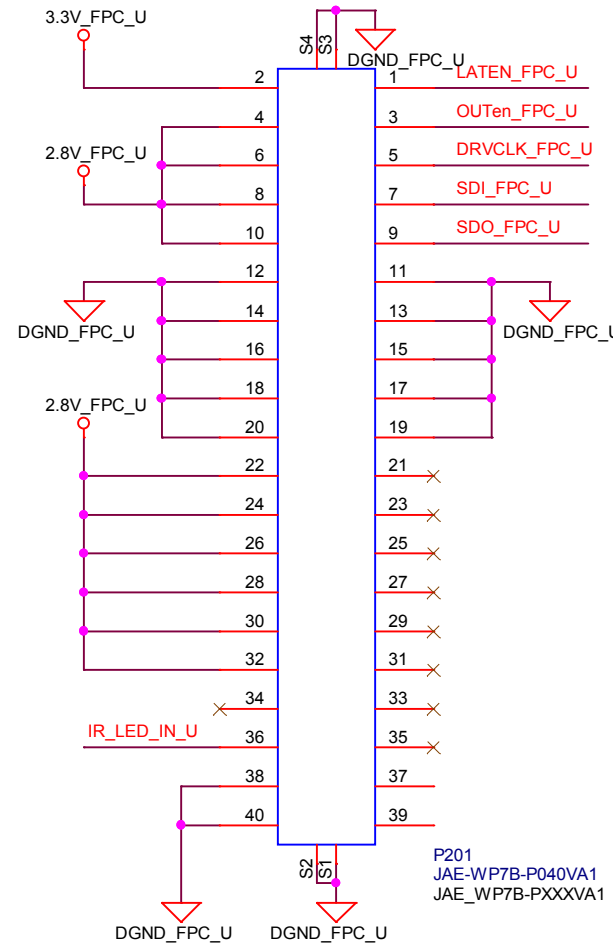 3.3V_FPC_U
S4 S3
DGND_FPC_U
2 1 LATEN_FPC_U
4 3 OUTen_FPC_U
2.8V_FPC_U
6 5 DRVCLK_FPC_U
8 7 SDI_FPC_U
10 9 SDO_FPC_U
12 11
DGND_FPC_U 14 13 DGND_FPC_U
16 15
18 17
2.8V_FPC_U
20 19
22 21
24 23
26 25
28 27
30 29
32 31
34 33
IR_LED_IN_U 36 35
38 37
40 39
S2 S1
P201
JAE-WP7B-P040VA1
JAE_WP7B-PXXXVA1
DGND_FPC_U DGND_FPC_U